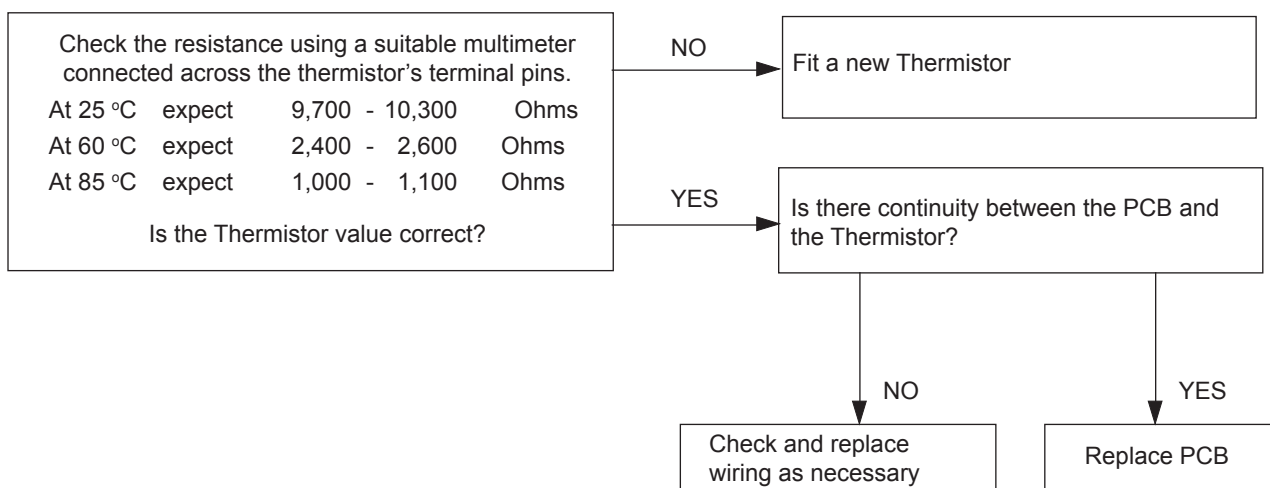 Check the resistance using a suitable multimeter
connected across the thermistor's terminal pins.
At 25 °C expect 9,700 - 10,300 Ohms
At 60 °C expect 2,400 - 2,600 Ohms
At 85 °C expect 1,000 - 1,100 Ohms
Is the Thermistor value correct?
NO
Fit a new Thermistor
YES
Is there continuity between the PCB and
the Thermistor?
NO
Check and replace
wiring as necessary
YES
Replace PCB